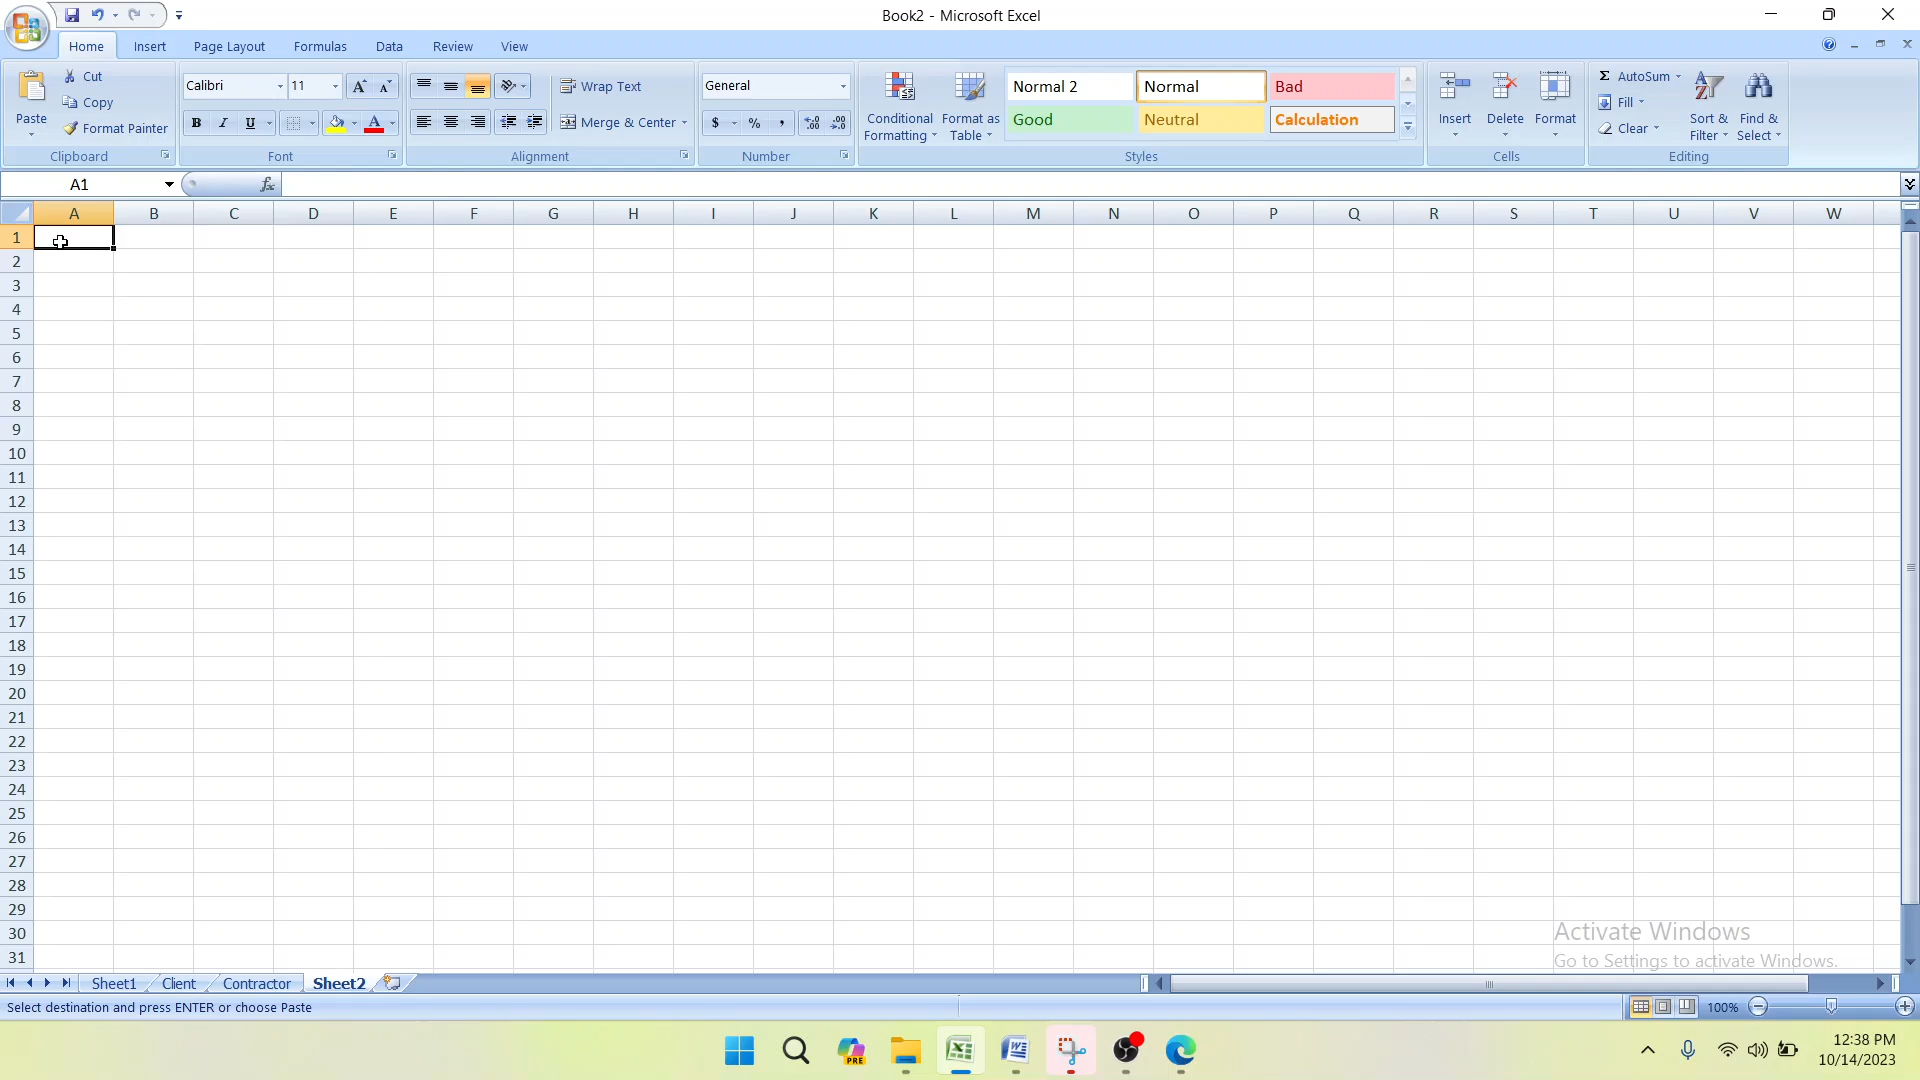 Book2 - Microsoft Excel
Home Insert Page Layout Formulas Data Review View
Paste
Cut
Copy
Format Painter
Clipboard
Calibri 11
B I U A
Font
Wrap Text
Merge & Center
Alignment
General
$ % ,
Number
Conditional Formatting
Format as Table
Normal 2 Normal Bad
Good Neutral Calculation
Styles
Insert Delete Format
Cells
Σ AutoSum
Fill
Clear
Sort & Filter
Find & Select
Editing
A1 fx
A B C D E F G H I J K L M N O P Q R S T U V W
1
2
3
4
5
6
7
8
9
10
11
12
13
14
15
16
17
18
19
20
21
22
23
24
25
26
27
28
29
30
31
Activate Windows
Go to Settings to activate Windows.
Sheet1 Client Contractor Sheet2
Select destination and press ENTER or choose Paste
100%
PRE
12:38 PM
10/14/2023